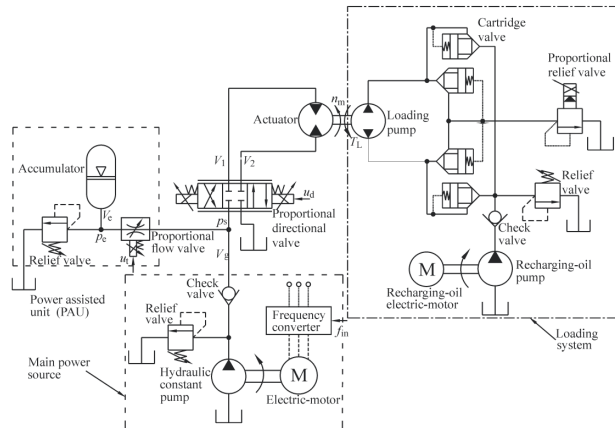 Cartridge
valve
Proportional
relief valve
n_m
Actuator
T_L
Loading
pump
Accumulator
V_1
V_2
u_d
Proportional
directional
valve
Relief
valve
V_e
p_e
Proportional
flow valve
p_s
V_g
Relief valve
u_f
Check
valve
Power assisted
unit (PAU)
Check
valve
Relief
valve
Frequency
converter
f_in
M
Recharging-oil
electric-motor
Recharging-oil
pump
Loading
system
Main power
source
Hydraulic
constant
pump
M
Electric-motor